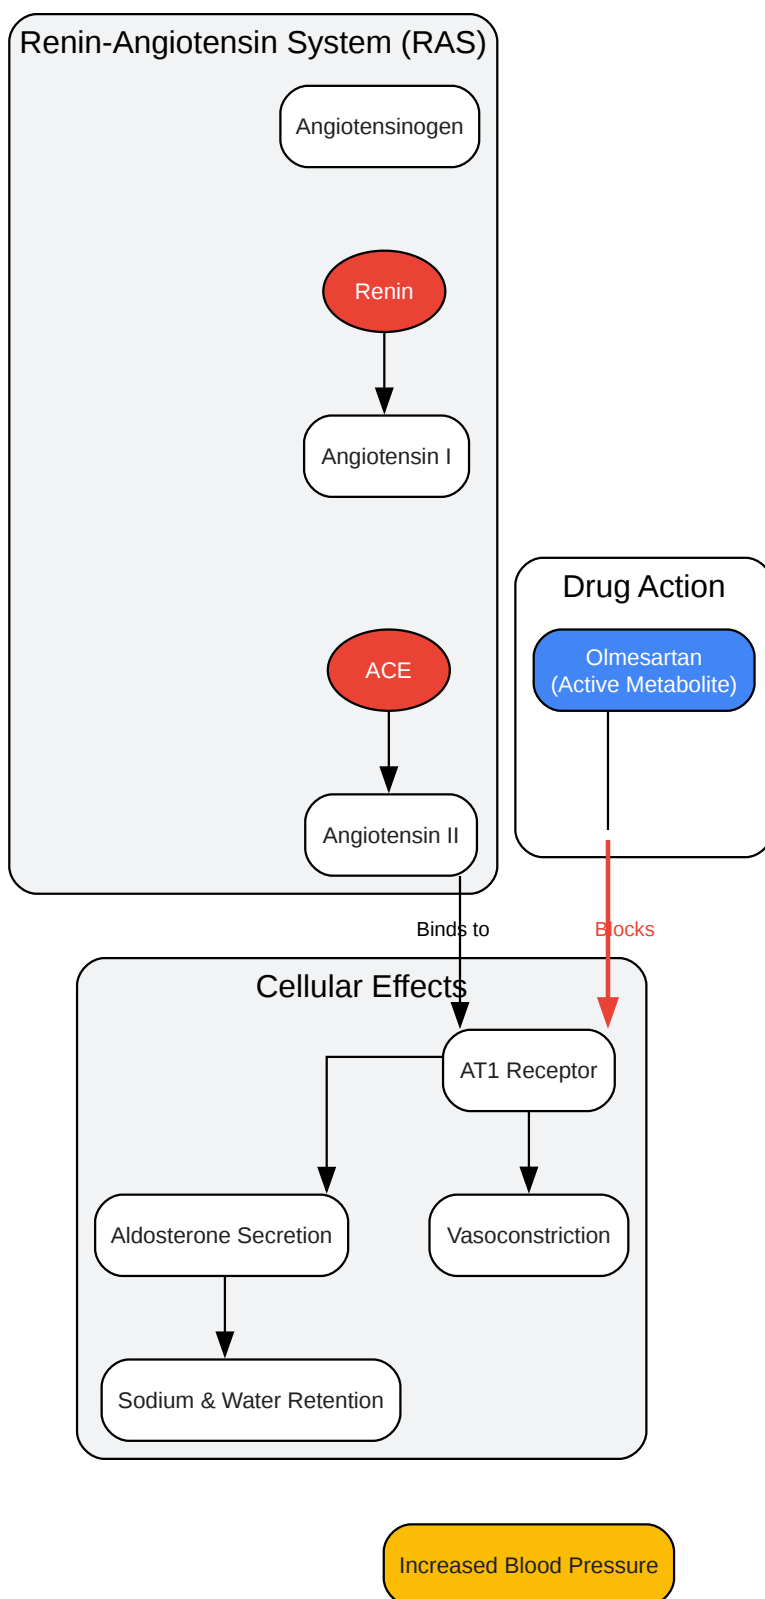 Renin-Angiotensin System (RAS)
Angiotensinogen
Renin
Angiotensin I
Drug Action
ACE
Olmesartan
(Active Metabolite)
Angiotensin II
Binds to
Blocks
Cellular Effects
AT1 Receptor
Aldosterone Secretion
Vasoconstriction
Sodium & Water Retention
Increased Blood Pressure